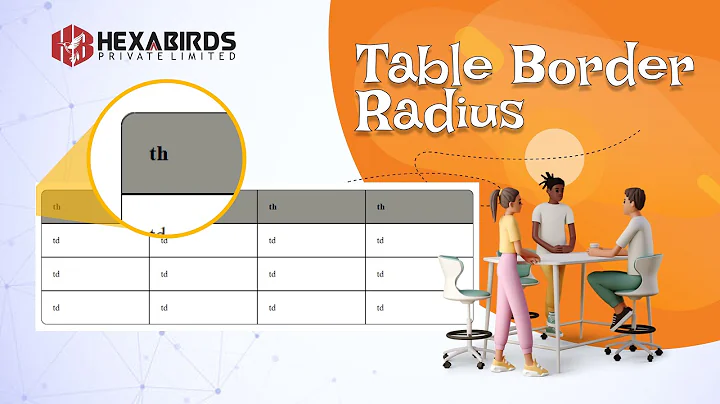 HEXABIRDS
PRIVATE LIMITED
Table Border
Radius
th
td
th th th
td td td td
td td td td
td td td td